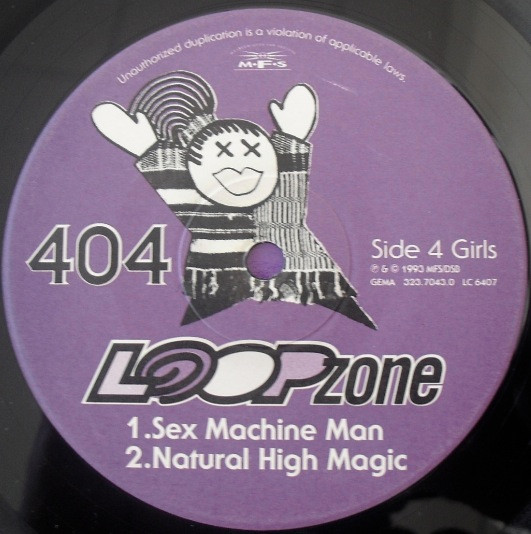 Unauthorized duplication is a violation of applicable laws.
M•F•S
404
Side 4 Girls
℗ & © 1993 MFS/DSB
GEMA 323.7043.0 LC 6407
LOOPzone
1.Sex Machine Man
2.Natural High Magic